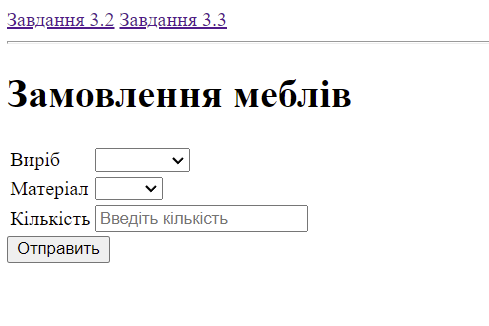 Завдання 3.2 Завдання 3.3
Замовлення меблів
Виріб
Матеріал
Кількість Введіть кількість
Отправить